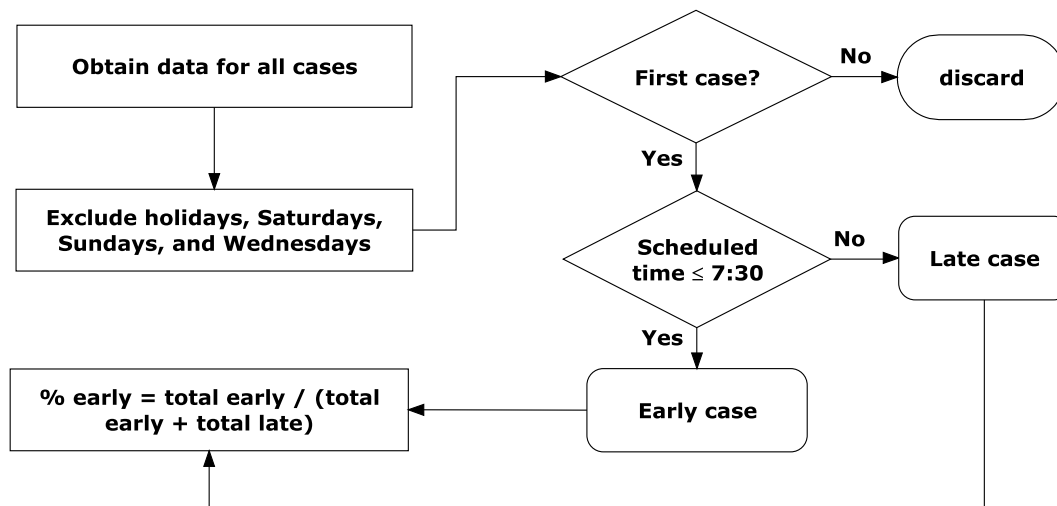 Obtain data for all cases
Exclude holidays, Saturdays,
Sundays, and Wednesdays
First case?
No
discard
Yes
Scheduled
time ≤ 7:30
No
Late case
Yes
Early case
% early = total early / (total
early + total late)